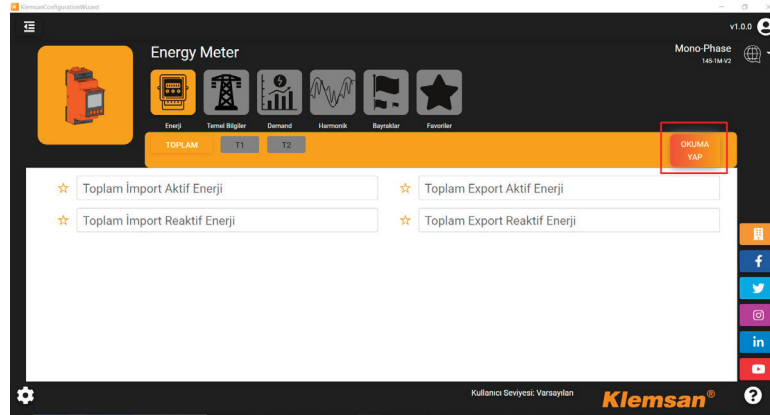 KlemsanConfigurationWizard
v1.0.0
Energy Meter
Mono-Phase
145-1M-V2
Enerji
Temel Bilgiler
Demand
Harmonik
Bayraklar
Favoriler
TOPLAM
T1
T2
OKUMA
YAP
Toplam İmport Aktif Enerji
Toplam Export Aktif Enerji
Toplam İmport Reaktif Enerji
Toplam Export Reaktif Enerji
Kullanıcı Seviyesi: Varsayılan
Klemsan®